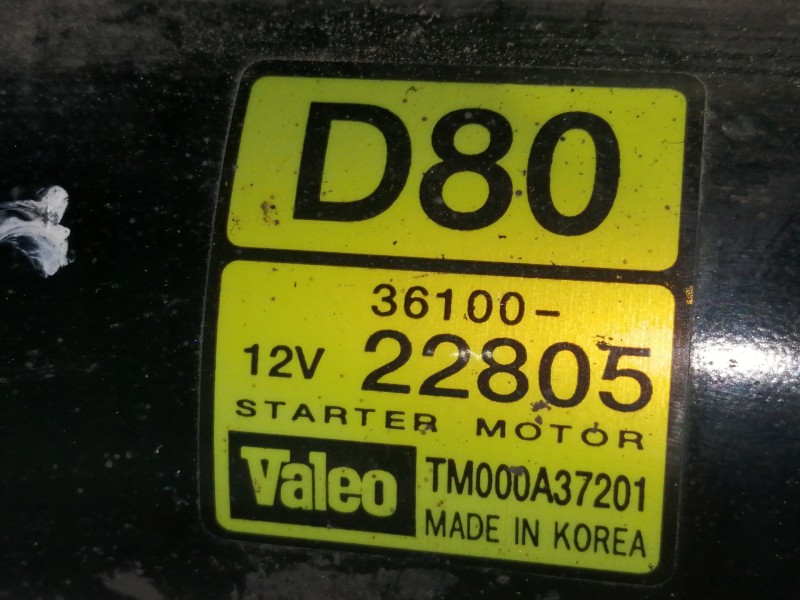 D80
36100-
12V 22805
STARTER MOTOR
Valeo TM000A37201
MADE IN KOREA